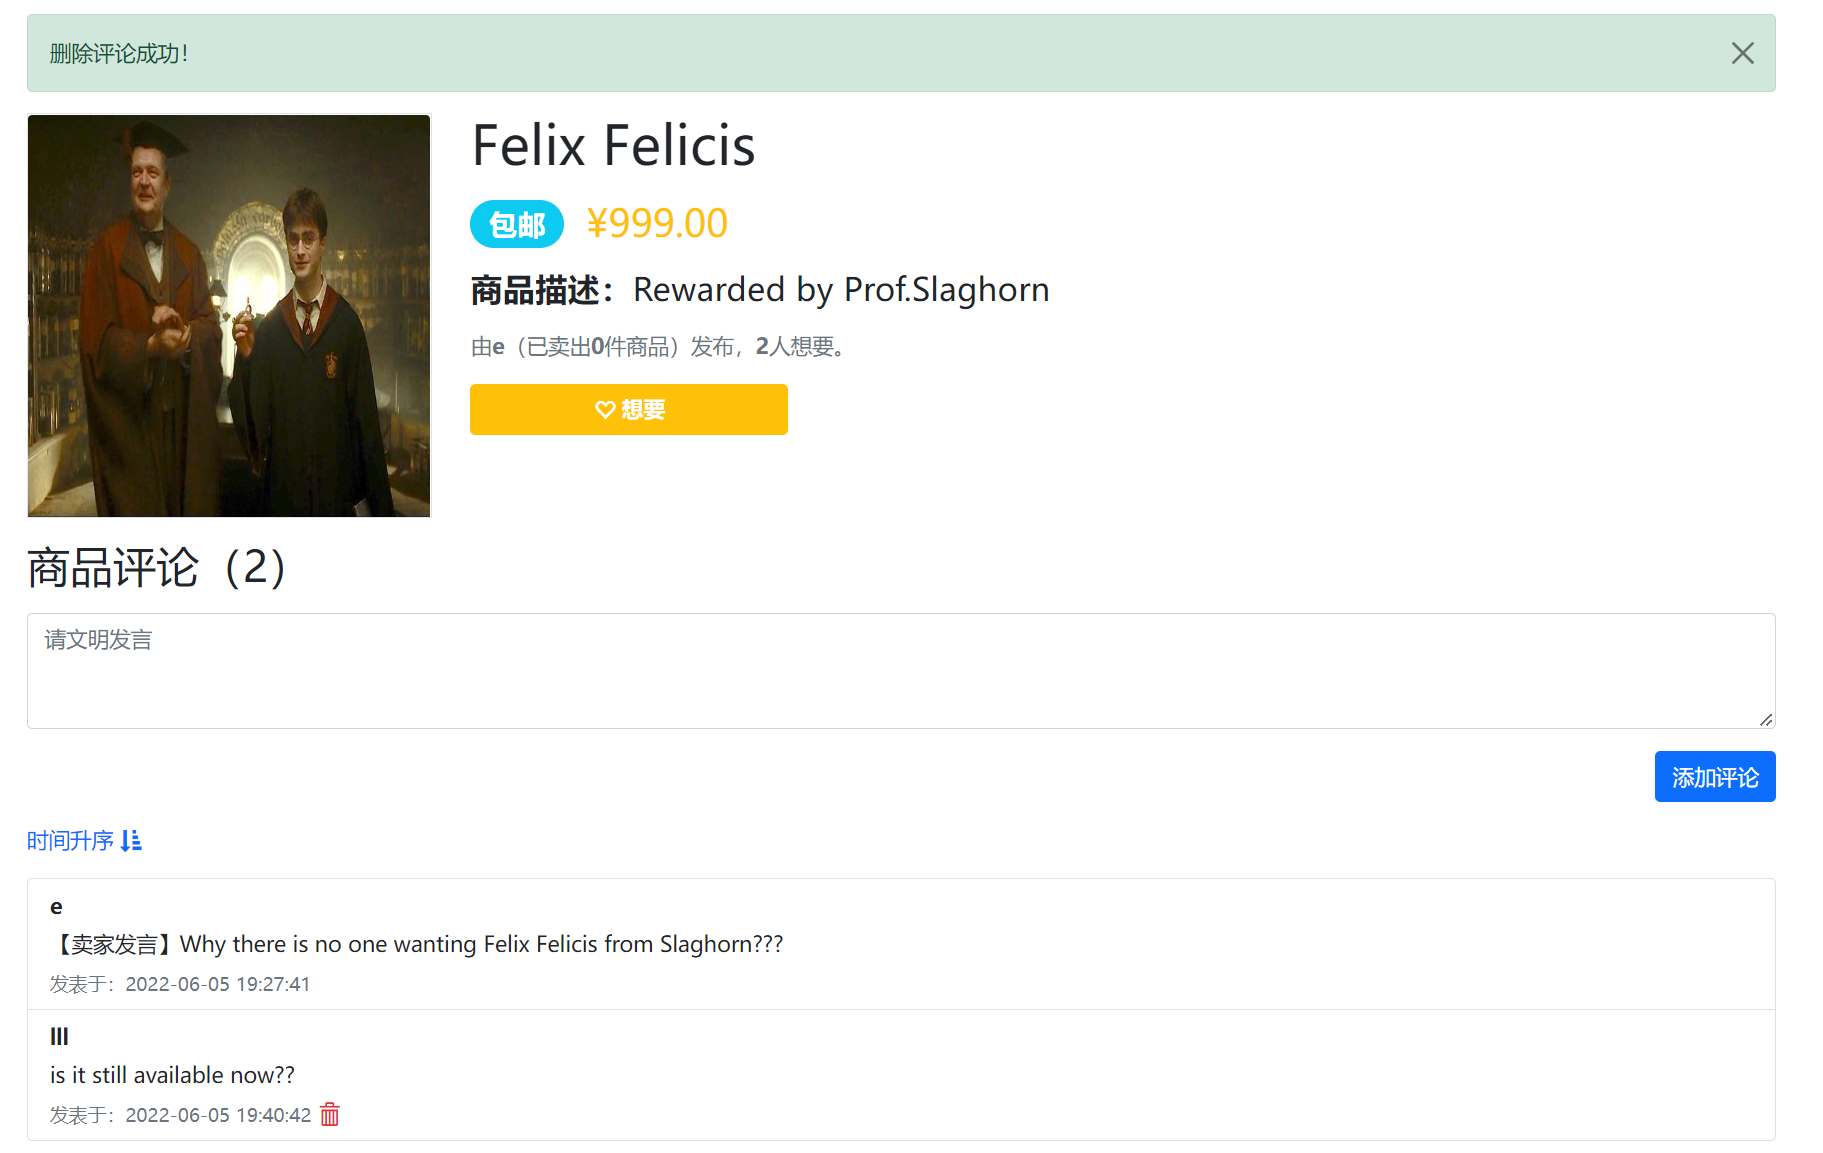 删除评论成功！
Felix Felicis
包邮 ¥999.00
商品描述：Rewarded by Prof.Slaghorn
由e（已卖出0件商品）发布，2人想要。
想要
商品评论（2）
请文明发言
添加评论
时间升序
e
【卖家发言】Why there is no one wanting Felix Felicis from Slaghorn???
发表于：2022-06-05 19:27:41
lll
is it still available now??
发表于：2022-06-05 19:40:42